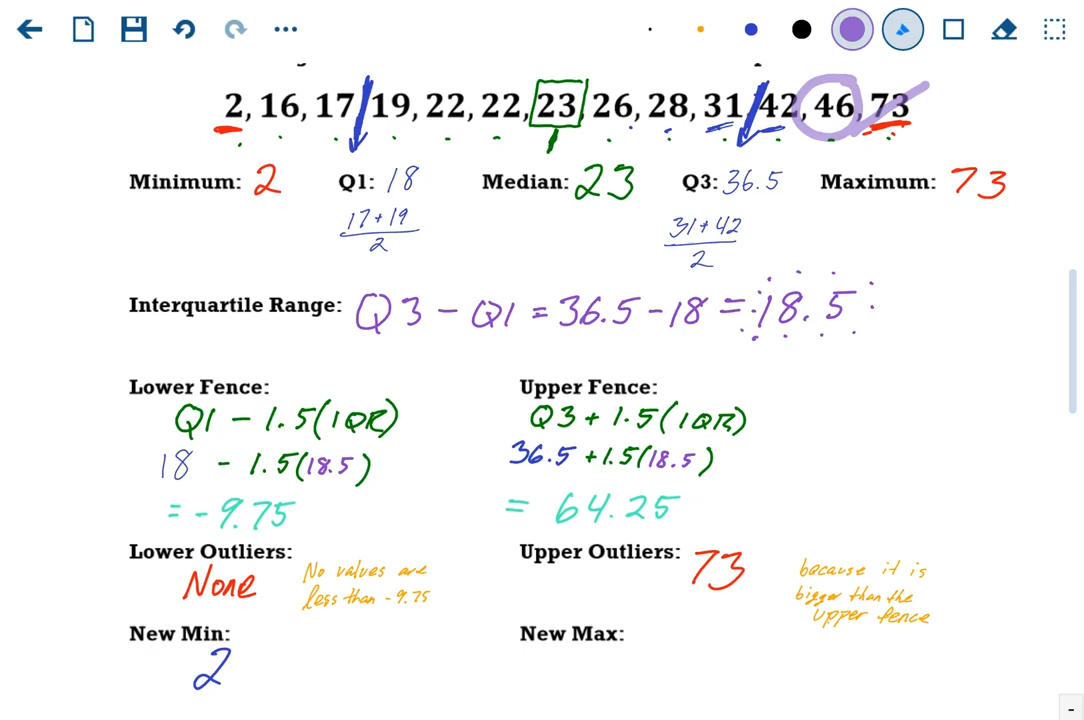 2, 16, 17, 19, 22, 22, 23, 26, 28, 31, 42, 46, 73
Minimum: 2 Q1: 18 Median: 23 Q3: 36.5 Maximum: 73
17+19
2
31+42
2
Interquartile Range: Q3 - Q1 = 36.5 - 18 = 18.5
Lower Fence: Upper Fence:
Q1 - 1.5(IQR) Q3 + 1.5(IQR)
18 - 1.5(18.5) 36.5 + 1.5(18.5)
= -9.75 = 64.25
Lower Outliers: Upper Outliers: 73
None
No values are
less than -9.75
because it is
bigger than the
upper fence
New Min: New Max:
2